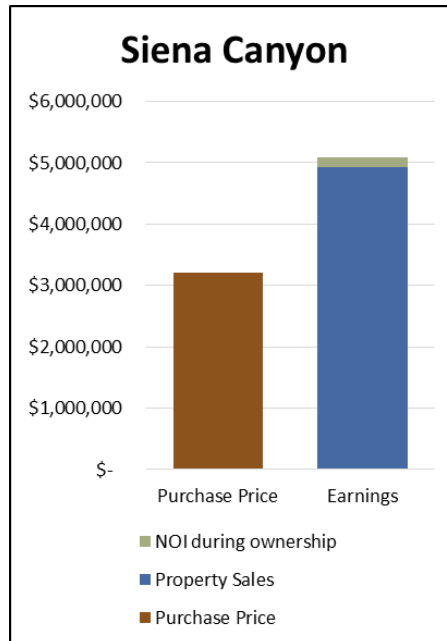 Siena Canyon
$6,000,000
$5,000,000
$4,000,000
$3,000,000
$2,000,000
$1,000,000
$-
Purchase Price Earnings
NOI during ownership
Property Sales
Purchase Price